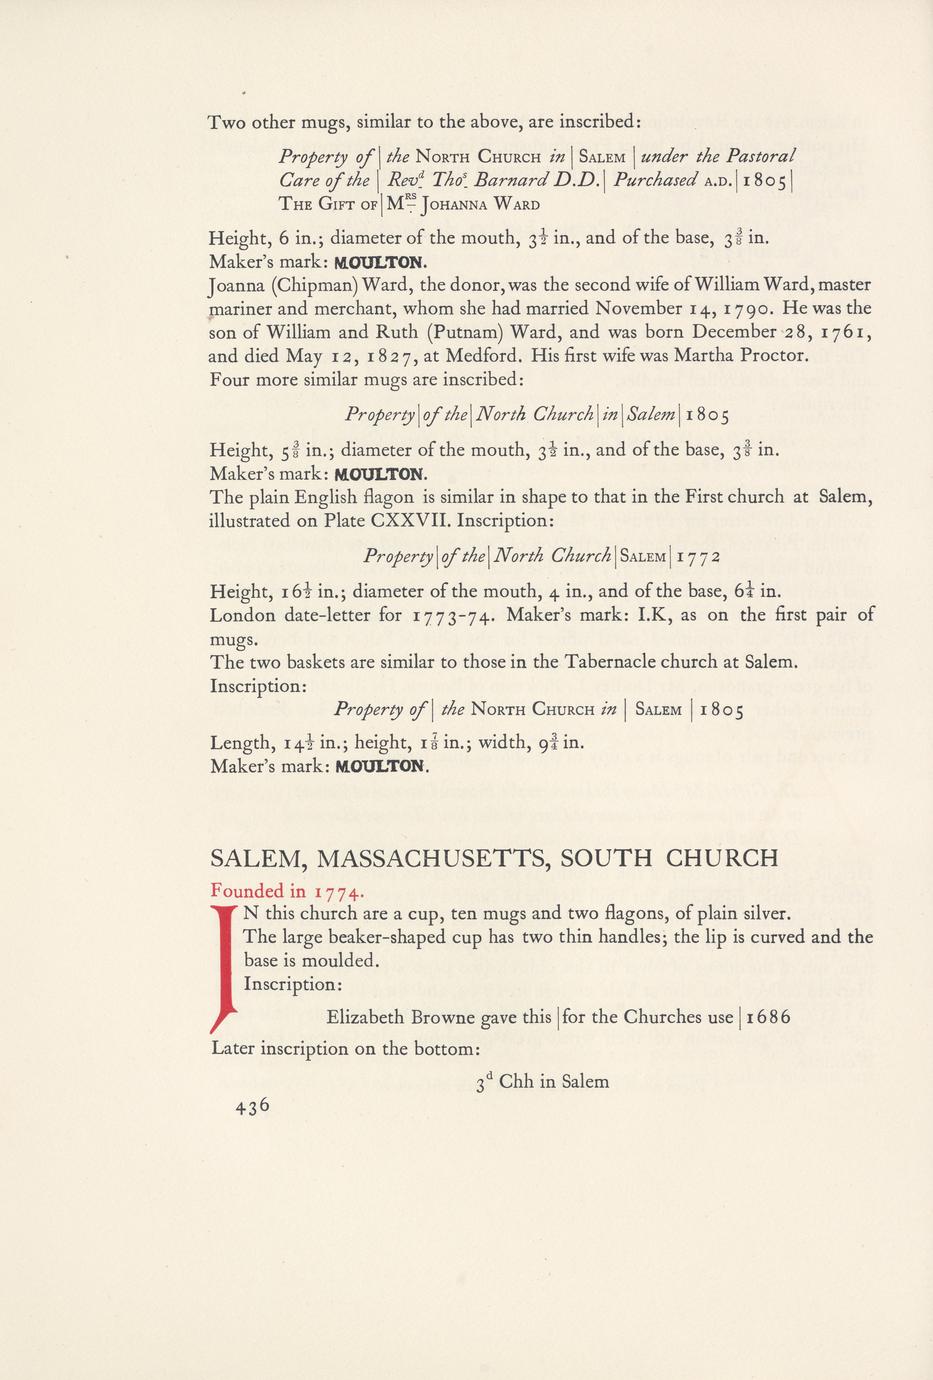 Two other mugs, similar to the above, are inscribed:
Property of | the North Church in | Salem | under the Pastoral
Care of the | Revᵈ. Thoˢ. Barnard D.D. | Purchased A.D. | 1805 |
The Gift of | Mʳˢ. Johanna Ward
Height, 6 in.; diameter of the mouth, 3½ in., and of the base, 3⅜ in.
Maker's mark: MOULTON.
Joanna (Chipman) Ward, the donor, was the second wife of William Ward, master
mariner and merchant, whom she had married November 14, 1790. He was the
son of William and Ruth (Putnam) Ward, and was born December 28, 1761,
and died May 12, 1827, at Medford. His first wife was Martha Proctor.
Four more similar mugs are inscribed:
Property | of the | North Church | in | Salem | 1805
Height, 5⅜ in.; diameter of the mouth, 3½ in., and of the base, 3⅜ in.
Maker's mark: MOULTON.
The plain English flagon is similar in shape to that in the First church at Salem,
illustrated on Plate CXXVII. Inscription:
Property | of the | North Church | Salem | 1772
Height, 16½ in.; diameter of the mouth, 4 in., and of the base, 6¼ in.
London date-letter for 1773-74. Maker's mark: I.K, as on the first pair of
mugs.
The two baskets are similar to those in the Tabernacle church at Salem.
Inscription:
Property of | the North Church in | Salem | 1805
Length, 14½ in.; height, 1⅞ in.; width, 9¾ in.
Maker's mark: MOULTON.
SALEM, MASSACHUSETTS, SOUTH CHURCH
Founded in 1774.
IN this church are a cup, ten mugs and two flagons, of plain silver.
The large beaker-shaped cup has two thin handles; the lip is curved and the
base is moulded.
Inscription:
Elizabeth Browne gave this | for the Churches use | 1686
Later inscription on the bottom:
3ᵈ Chh in Salem
436